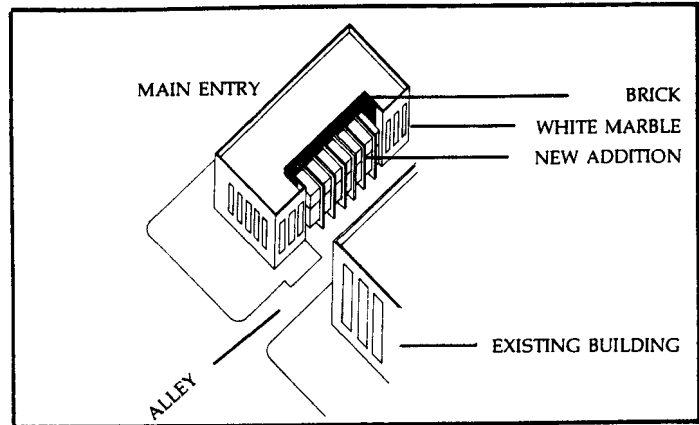 MAIN ENTRY
BRICK
WHITE MARBLE
NEW ADDITION
EXISTING BUILDING
ALLEY